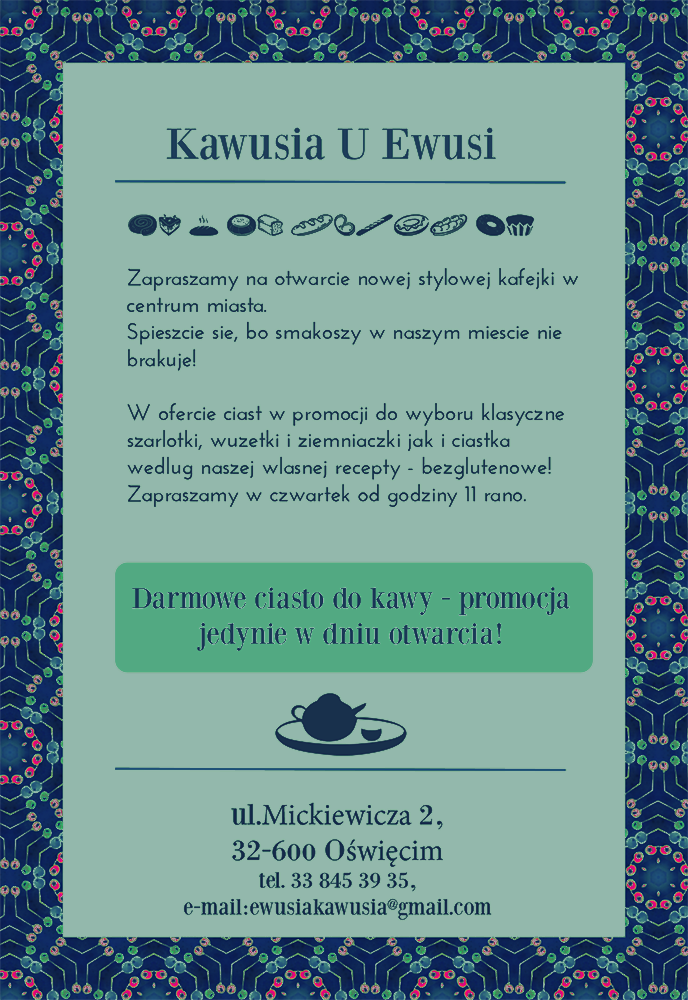 Kawusia U Ewusi
Zapraszamy na otwarcie nowej stylowej kafejki w
centrum miasta.
Spieszcie sie, bo smakoszy w naszym miescie nie
brakuje!
W ofercie ciast w promocji do wyboru klasyczne
szarlotki, wuzetki i ziemniaczki jak i ciastka
wedlug naszej wlasnej recepty - bezglutenowe!
Zapraszamy w czwartek od godziny 11 rano.
Darmowe ciasto do kawy - promocja
jedynie w dniu otwarcia!
ul.Mickiewicza 2,
32-600 Oświęcim
tel. 33 845 39 35,
e-mail:ewusiakawusia@gmail.com